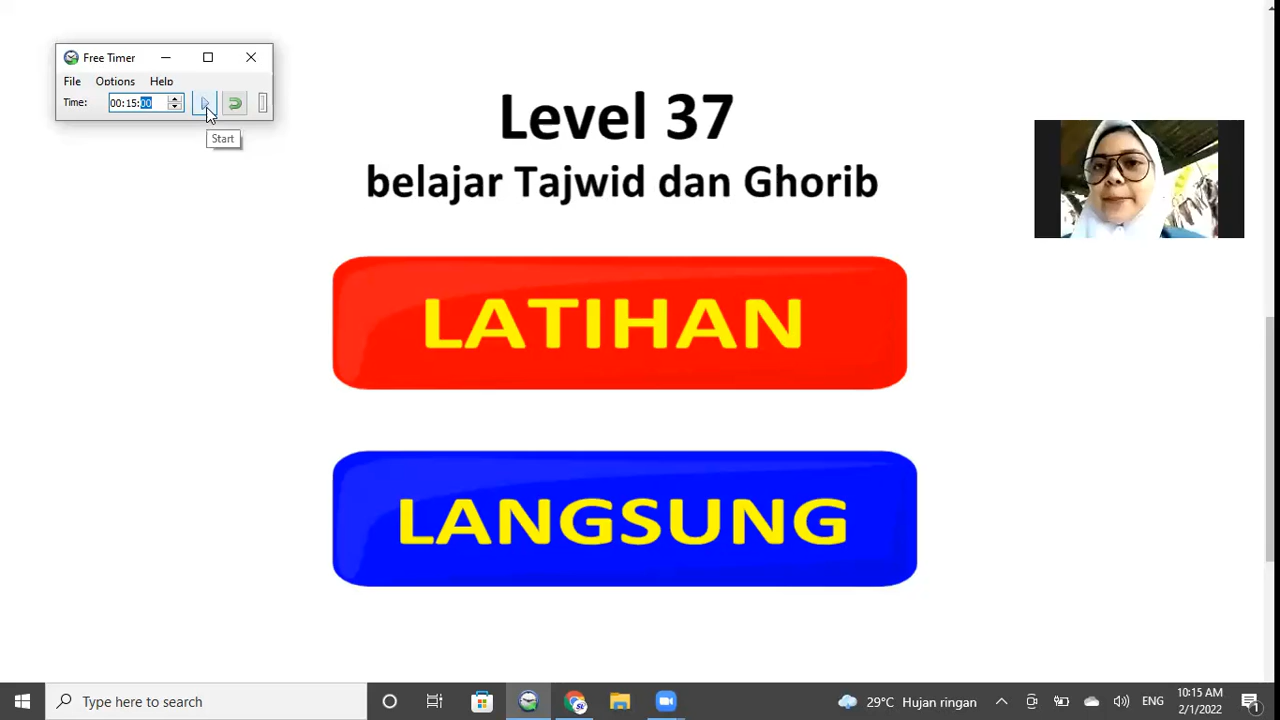 Free Timer
File Options Help
Time: 00:15:00
Start
Level 37
belajar Tajwid dan Ghorib
LATIHAN
LANGSUNG
Type here to search
29°C Hujan ringan
ENG
10:15 AM
2/1/2022
1